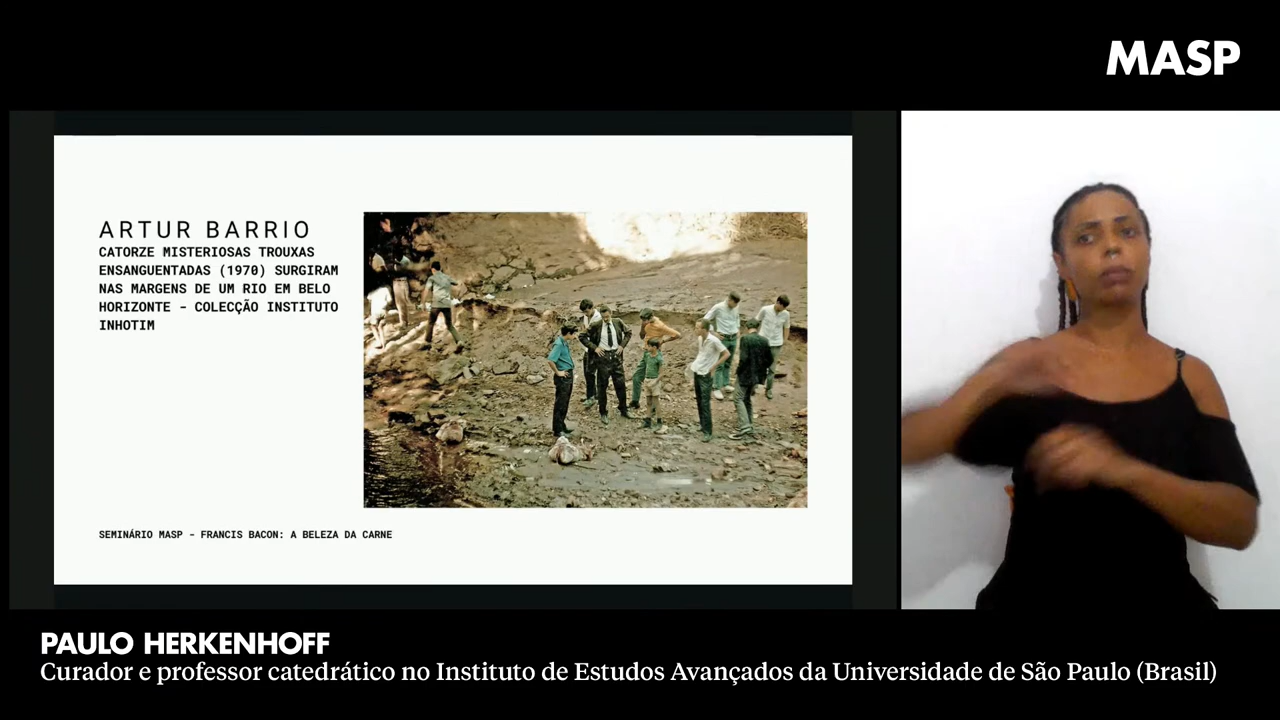 MASP
ARTUR BARRIO
CATORZE MISTERIOSAS TROUXAS
ENSANGUENTADAS (1970) SURGIRAM
NAS MARGENS DE UM RIO EM BELO
HORIZONTE - COLECÇÃO INSTITUTO
INHOTIM
SEMINÁRIO MASP - FRANCIS BACON: A BELEZA DA CARNE
PAULO HERKENHOFF
Curador e professor catedrático no Instituto de Estudos Avançados da Universidade de São Paulo (Brasil)